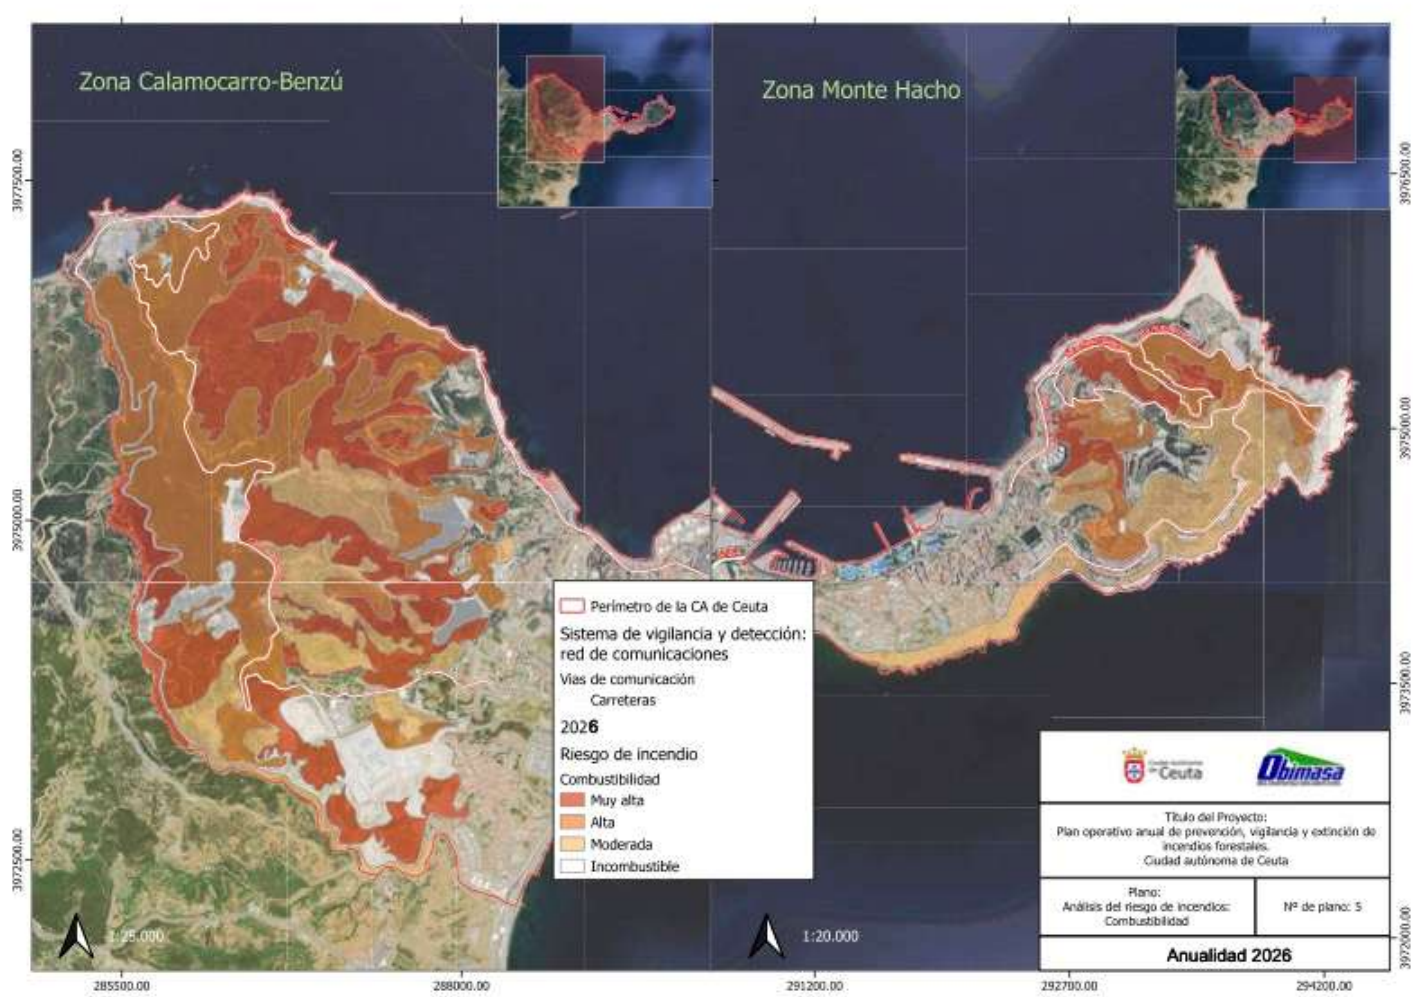 Zona Calamocarro-Benzú
Zona Monte Hacho
3977500.00
3975000.00
3972500.00
3976500.00
3975000.00
3973500.00
3972000.00
Perímetro de la CA de Ceuta
Sistema de vigilancia y detección:
red de comunicaciones
Vías de comunicación
Carreteras
2026
Riesgo de incendio
Combustibilidad
Muy alta
Alta
Moderada
Incombustible
Ceuta
Obimasa
Título del Proyecto:
Plan operativo anual de prevención, vigilancia y extinción de
incendios forestales.
Ciudad autónoma de Ceuta
Plano:
Análisis del riesgo de incendios:
Combustibilidad
Nº de plano: 5
Anualidad 2026
1:25.000
1:20.000
285500.00
288000.00
291200.00
292700.00
294200.00